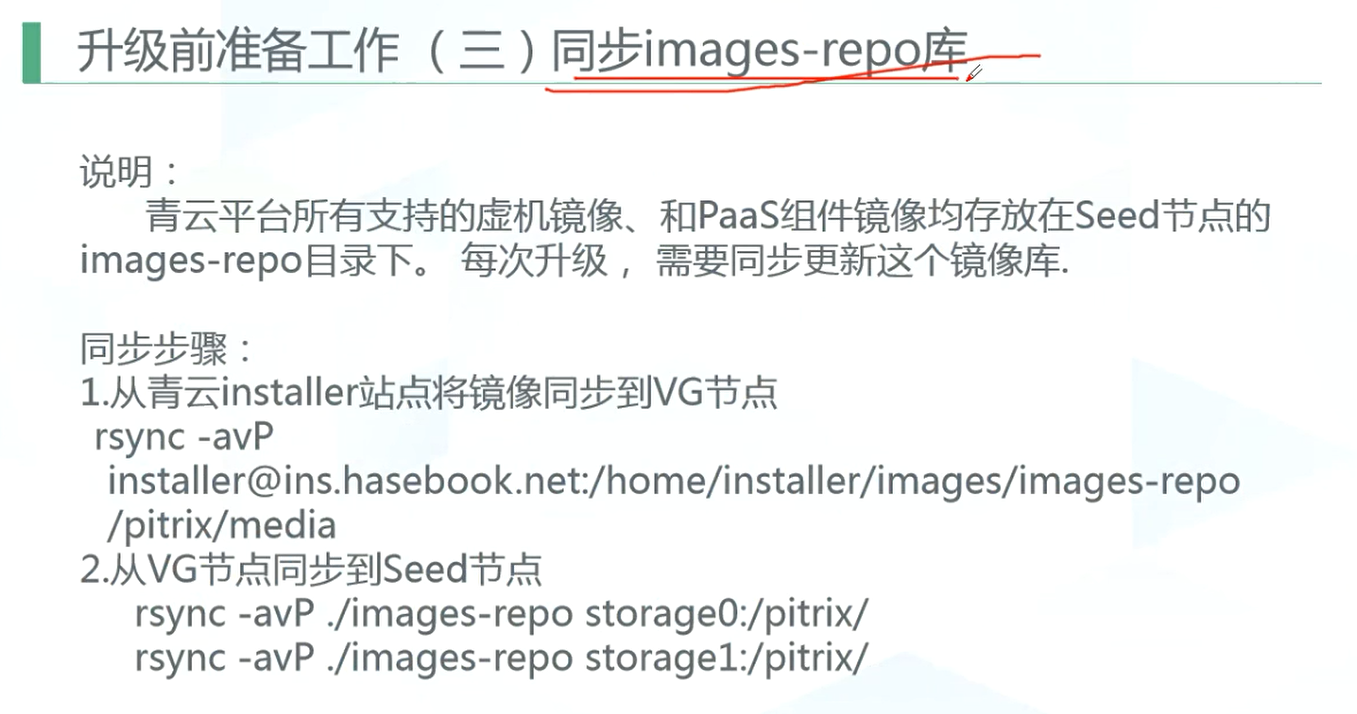 升级前准备工作（三）同步images-repo库
说明：
青云平台所有支持的虚机镜像、和PaaS组件镜像均存放在Seed节点的
images-repo目录下。 每次升级，需要同步更新这个镜像库.
同步步骤：
1.从青云installer站点将镜像同步到VG节点
rsync -avP
installer@ins.hasebook.net:/home/installer/images/images-repo
/pitrix/media
2.从VG节点同步到Seed节点
rsync -avP ./images-repo storage0:/pitrix/
rsync -avP ./images-repo storage1:/pitrix/